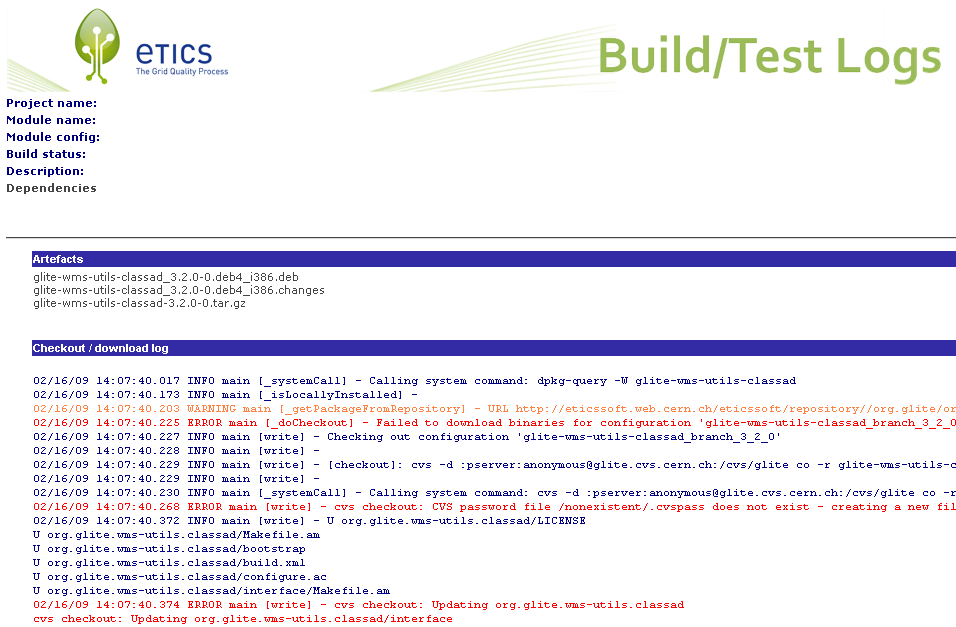 etics
The Grid Quality Process
Build/Test Logs
Project name:
Module name:
Module config:
Build status:
Description:
Dependencies
Artefacts
glite-wms-utils-classad_3.2.0-0.deb4_i386.deb
glite-wms-utils-classad_3.2.0-0.deb4_i386.changes
glite-wms-utils-classad-3.2.0-0.tar.gz
Checkout / download log
02/16/09 14:07:40.017 INFO main [_systemCall] - Calling system command: dpkg-query -W glite-wms-utils-classad
02/16/09 14:07:40.173 INFO main [_isLocallyInstalled] -
02/16/09 14:07:40.203 WARNING main [_getPackageFromRepository] - URL http://eticssoft.web.cern.ch/eticssoft/repository//org.glite/or
02/16/09 14:07:40.225 ERROR main [_doCheckout] - Failed to download binaries for configuration 'glite-wms-utils-classad_branch_3_2_0
02/16/09 14:07:40.227 INFO main [write] - Checking out configuration 'glite-wms-utils-classad_branch_3_2_0'
02/16/09 14:07:40.228 INFO main [write] -
02/16/09 14:07:40.229 INFO main [write] - [checkout]: cvs -d :pserver:anonymous@glite.cvs.cern.ch:/cvs/glite co -r glite-wms-utils-c
02/16/09 14:07:40.229 INFO main [write] -
02/16/09 14:07:40.230 INFO main [_systemCall] - Calling system command: cvs -d :pserver:anonymous@glite.cvs.cern.ch:/cvs/glite co -r
02/16/09 14:07:40.268 ERROR main [write] - cvs checkout: CVS password file /nonexistent/.cvspass does not exist - creating a new fil
02/16/09 14:07:40.372 INFO main [write] - U org.glite.wms-utils.classad/LICENSE
U org.glite.wms-utils.classad/Makefile.am
U org.glite.wms-utils.classad/bootstrap
U org.glite.wms-utils.classad/build.xml
U org.glite.wms-utils.classad/configure.ac
U org.glite.wms-utils.classad/interface/Makefile.am
02/16/09 14:07:40.374 ERROR main [write] - cvs checkout: Updating org.glite.wms-utils.classad
cvs checkout: Updating org.glite.wms-utils.classad/interface